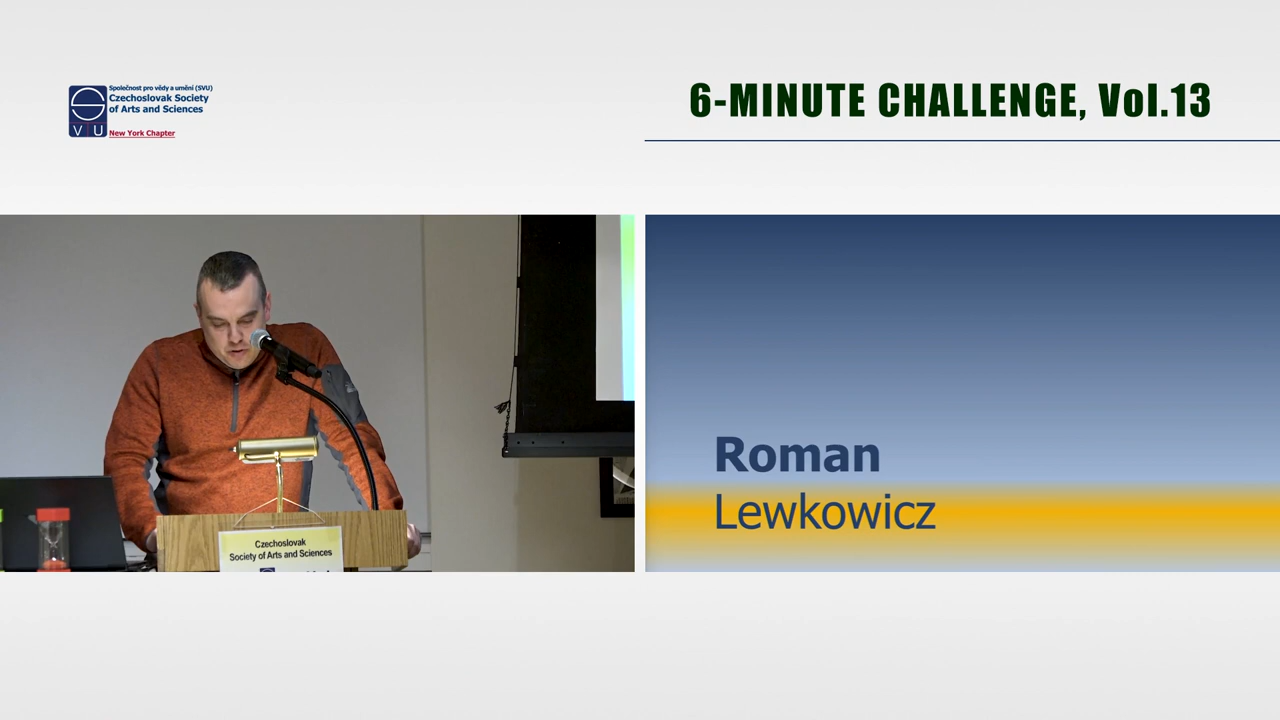 Společnost pro vědy a umění (SVU)
Czechoslovak Society
of Arts and Sciences
V U
New York Chapter
6-MINUTE CHALLENGE, Vol.13
Czechoslovak
Society of Arts and Sciences
Roman
Lewkowicz